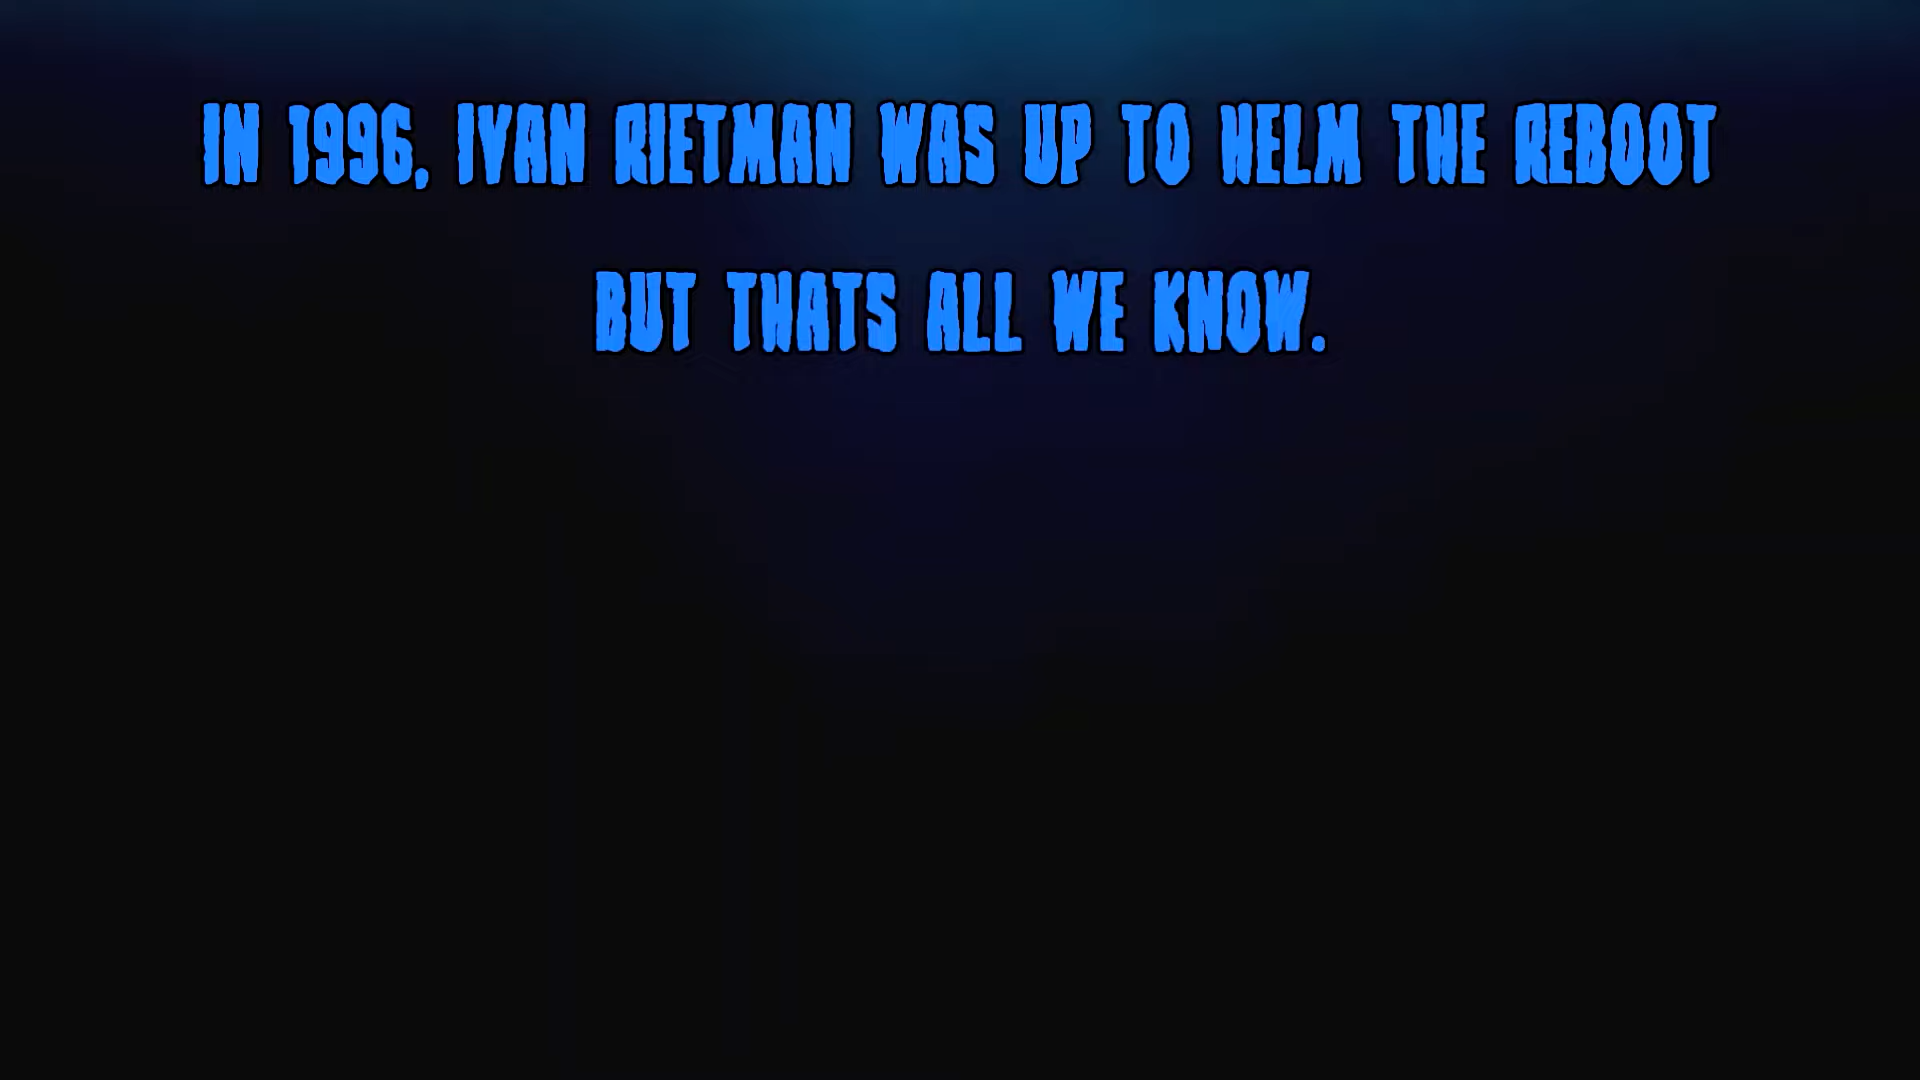 IN 1996, IVAN RIETMAN WAS UP TO HELM THE REBOOT
BUT THATS ALL WE KNOW.